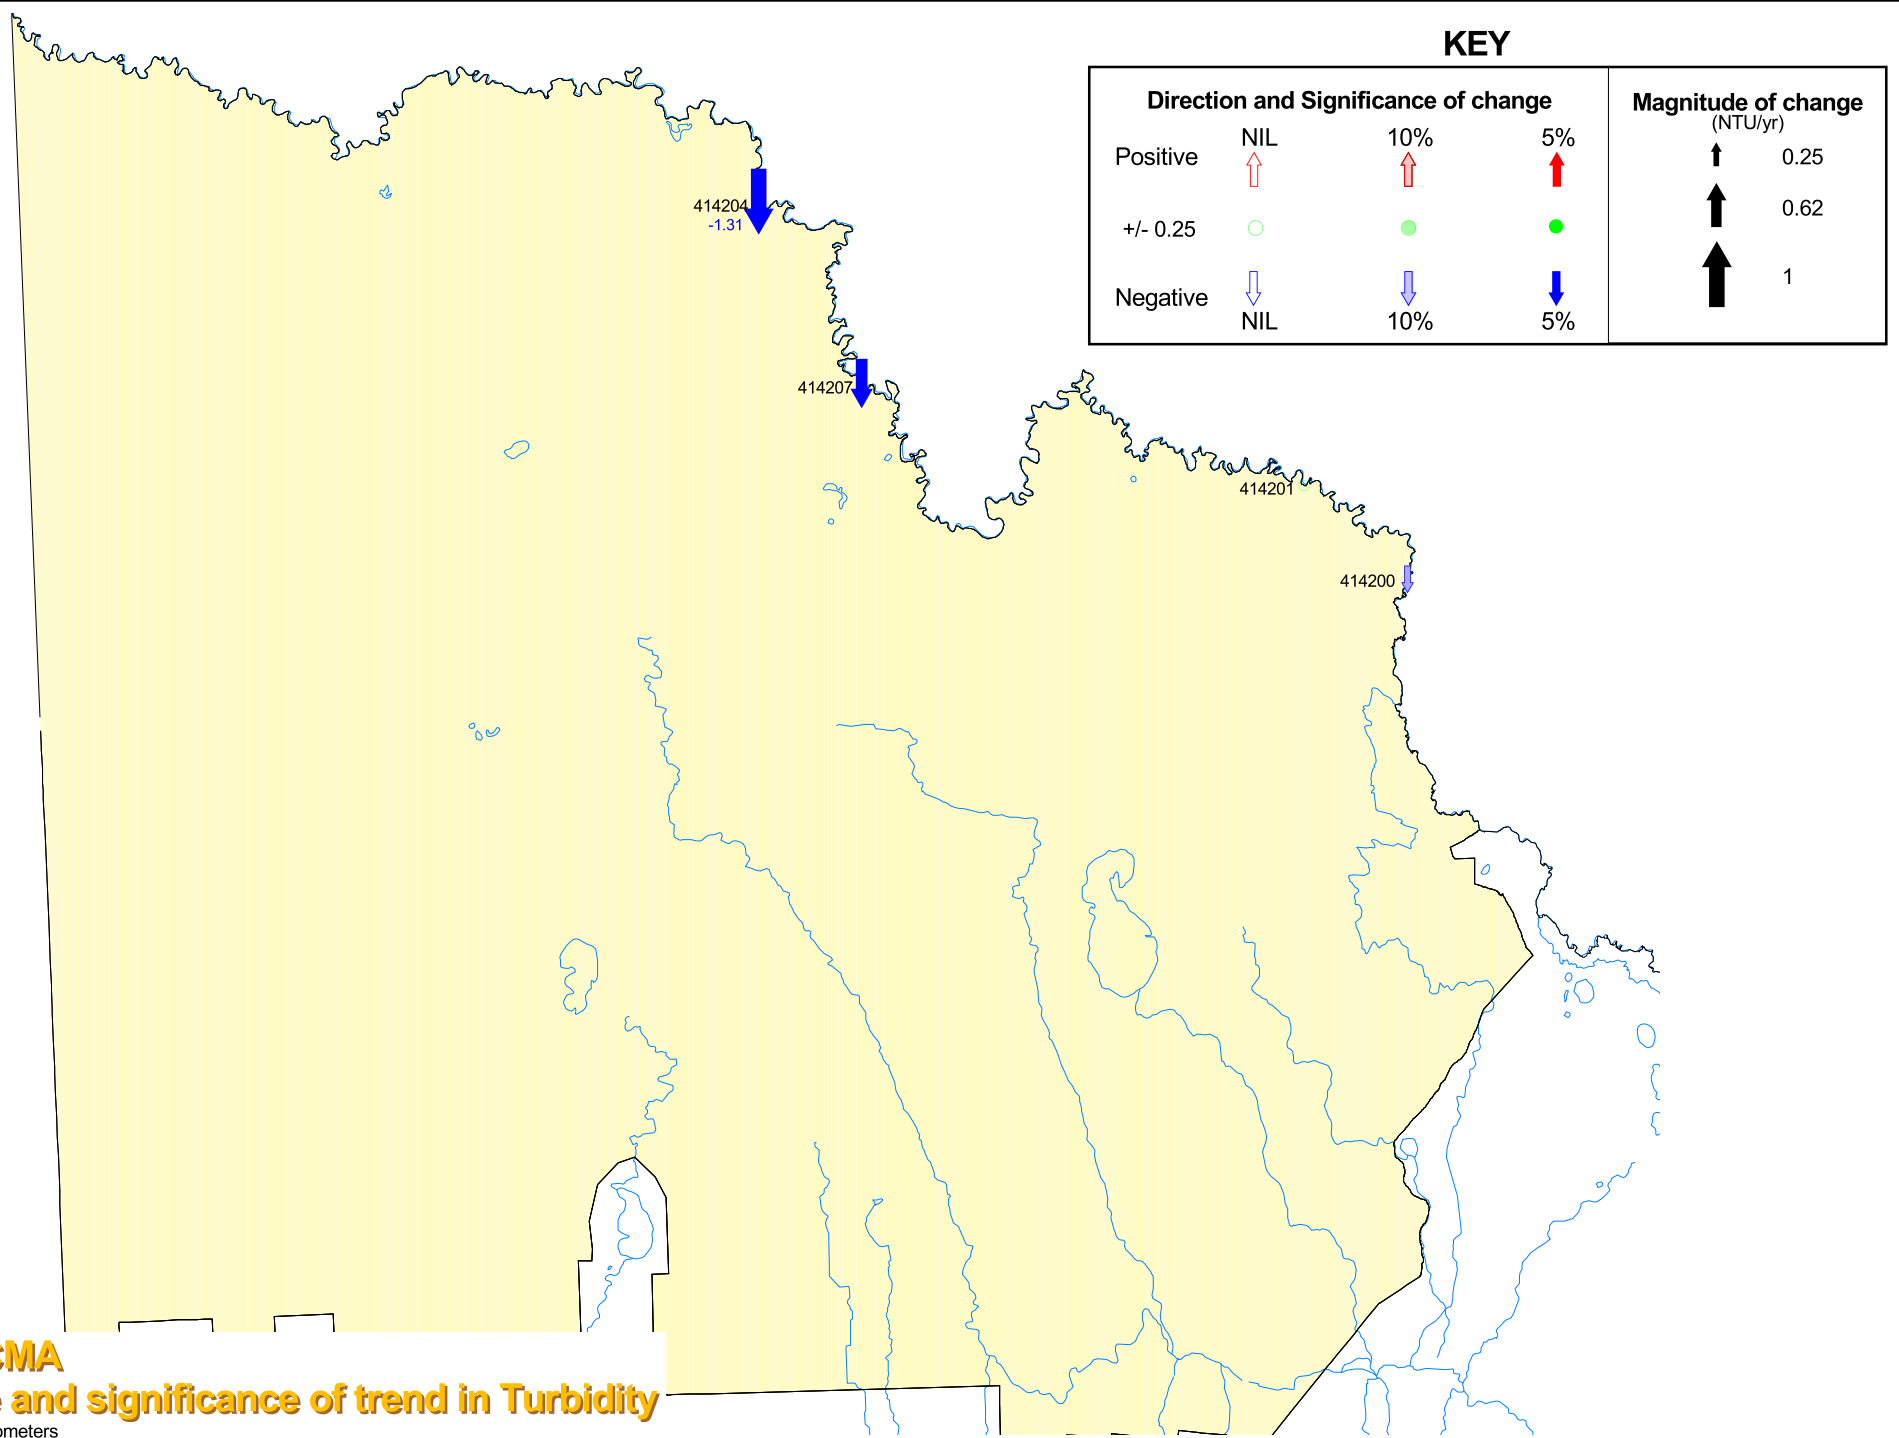 KEY
Direction and Significance of change
NIL 10% 5%
Positive
+/- 0.25
Negative
NIL 10% 5%
Magnitude of change
(NTU/yr)
0.25
0.62
1
414204
-1.31
414207
414201
414200
CMA
and significance of trend in Turbidity
ometers